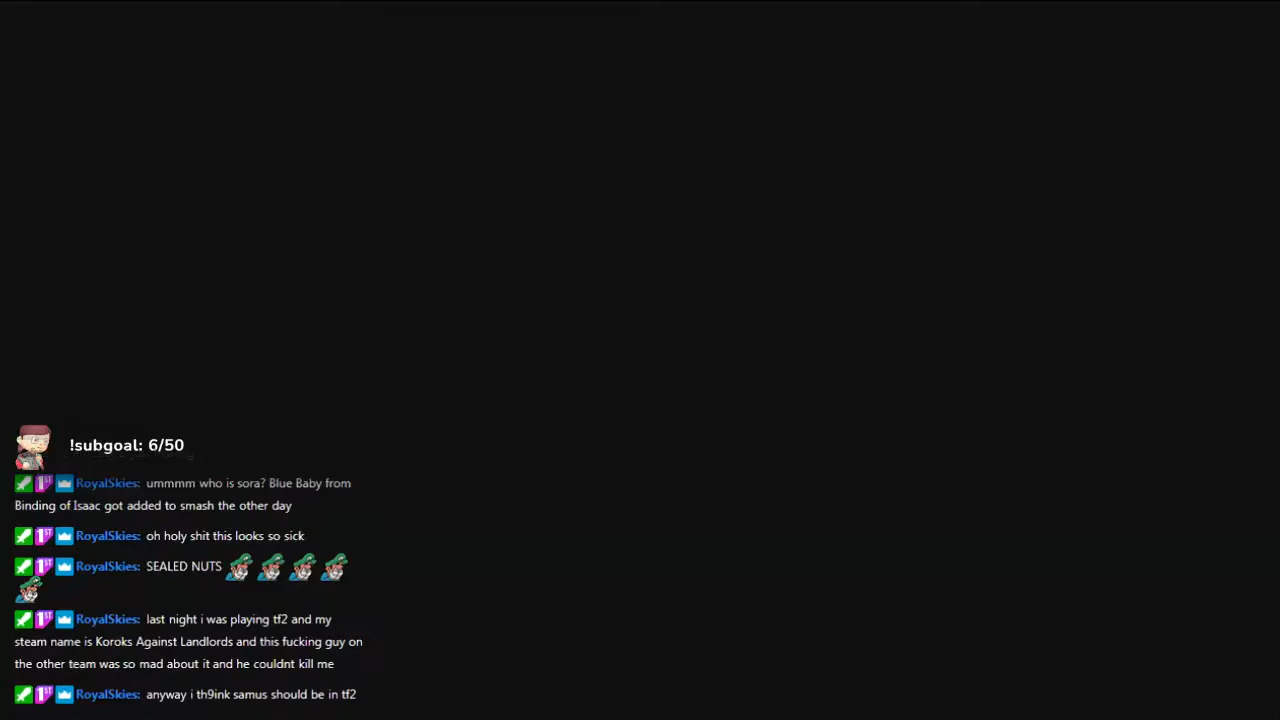 !subgoal: 6/50
RoyalSkies: ummmm who is sora? Blue Baby from
Binding of Isaac got added to smash the other day
RoyalSkies: oh holy shit this looks so sick
RoyalSkies: SEALED NUTS
RoyalSkies: last night i was playing tf2 and my
steam name is Koroks Against Landlords and this fucking guy on
the other team was so mad about it and he couldnt kill me
RoyalSkies: anyway i th9ink samus should be in tf2